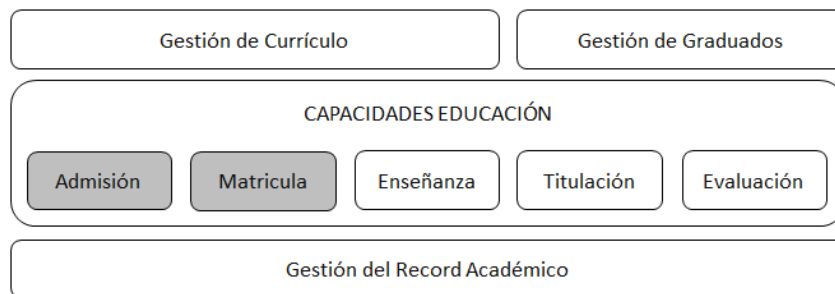 Gestión de Currículo
Gestión de Graduados
CAPACIDADES EDUCACIÓN
Admisión
Matricula
Enseñanza
Titulación
Evaluación
Gestión del Record Académico